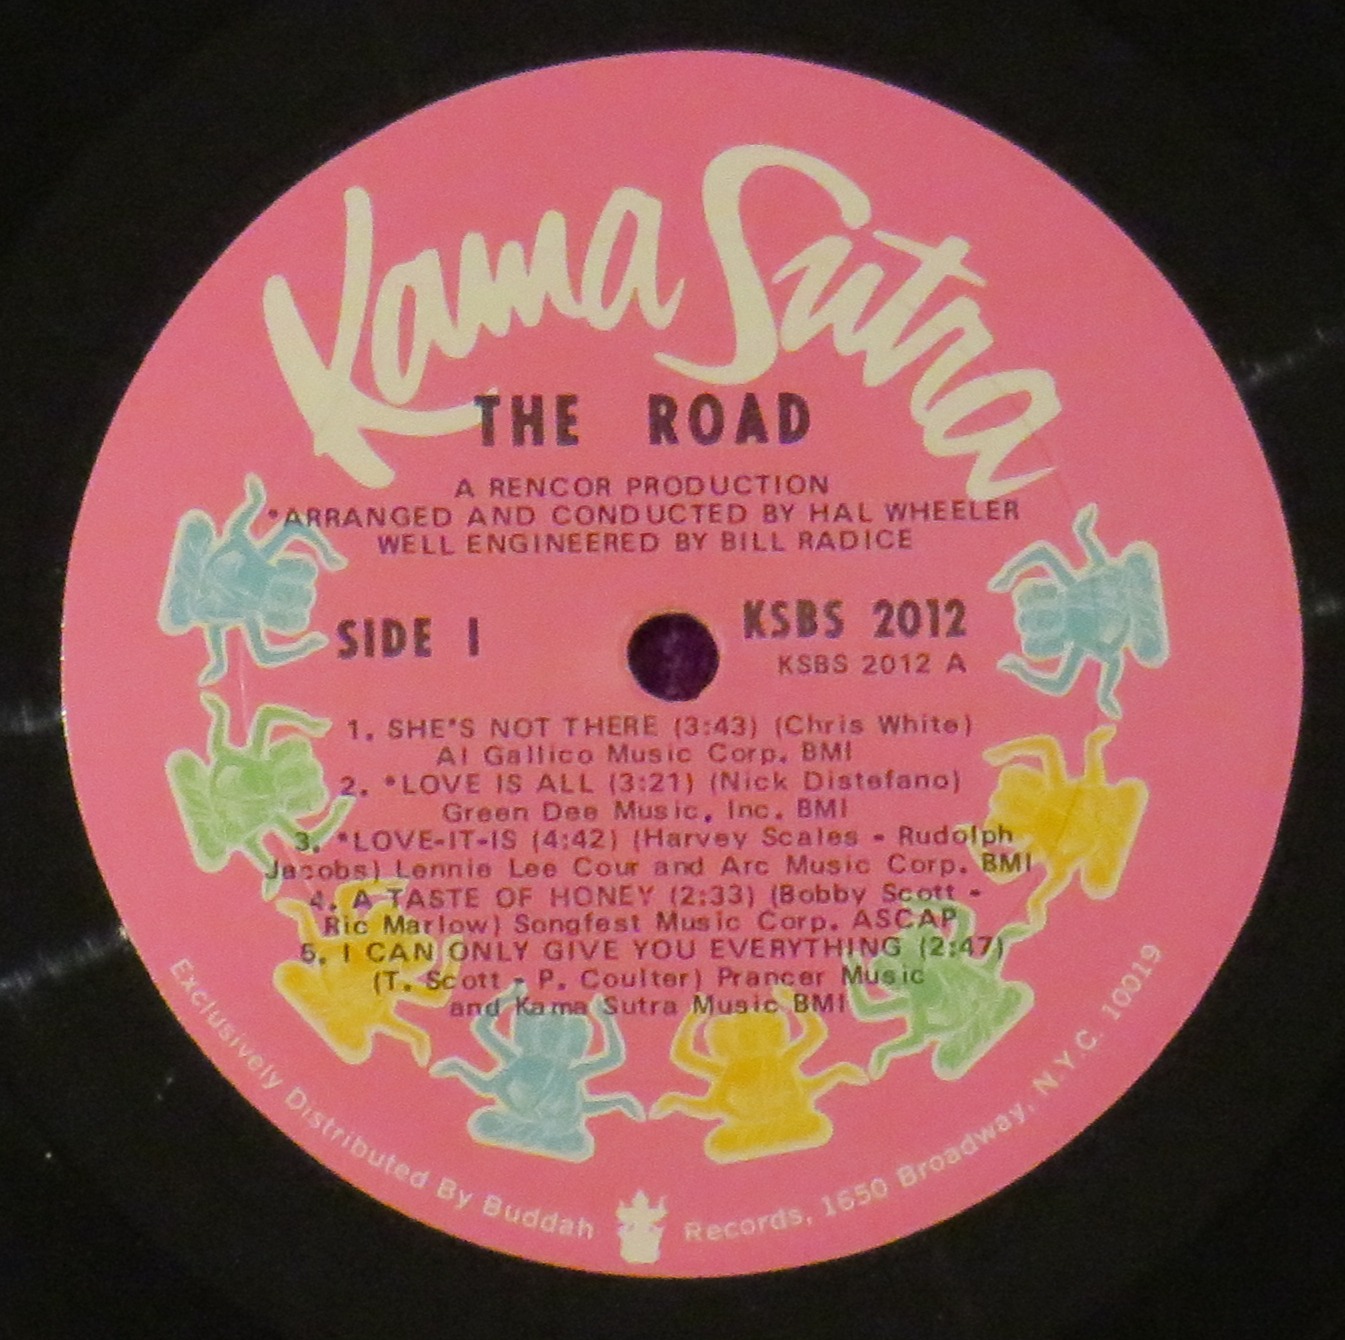 Kama Sutra
THE ROAD
A RENCOR PRODUCTION
*ARRANGED AND CONDUCTED BY HAL WHEELER
WELL ENGINEERED BY BILL RADICE
SIDE 1
KSBS 2012
KSBS 2012 A
1. SHE'S NOT THERE (3:43) (Chris White)
Al Gallico Music Corp. BMI
2. *LOVE IS ALL (3:21) (Nick Distefano)
Green Dee Music, Inc. BMI
3. *LOVE-IT-IS (4:42) (Harvey Scales - Rudolph
Jacobs) Lennie Lee Cour and Arc Music Corp. BMI
4. A TASTE OF HONEY (2:33) (Bobby Scott -
Ric Marlow) Songfest Music Corp. ASCAP
5. I CAN ONLY GIVE YOU EVERYTHING (2:47)
(T. Scott - P. Coulter) Prancer Music
and Kama Sutra Music BMI
Exclusively Distributed By Buddah Records, 1650 Broadway, N.Y.C. 10019